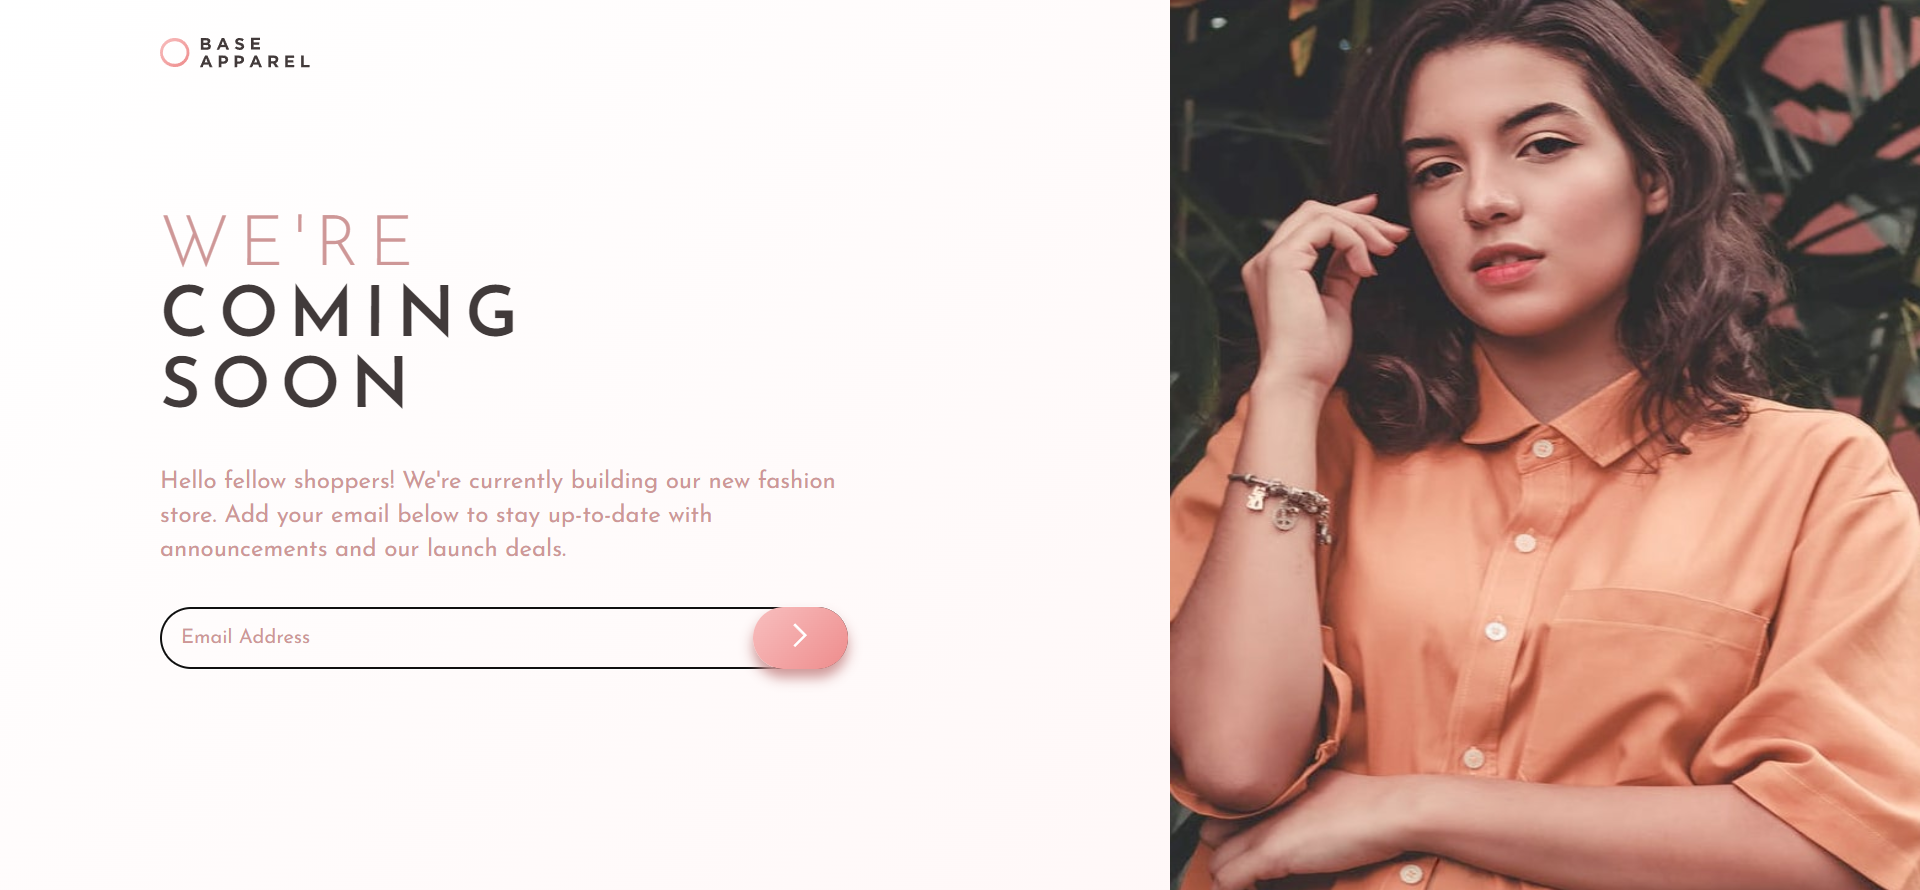 BASE
APPAREL
WE'RE
COMING
SOON
Hello fellow shoppers! We're currently building our new fashion
store. Add your email below to stay up-to-date with
announcements and our launch deals.
Email Address